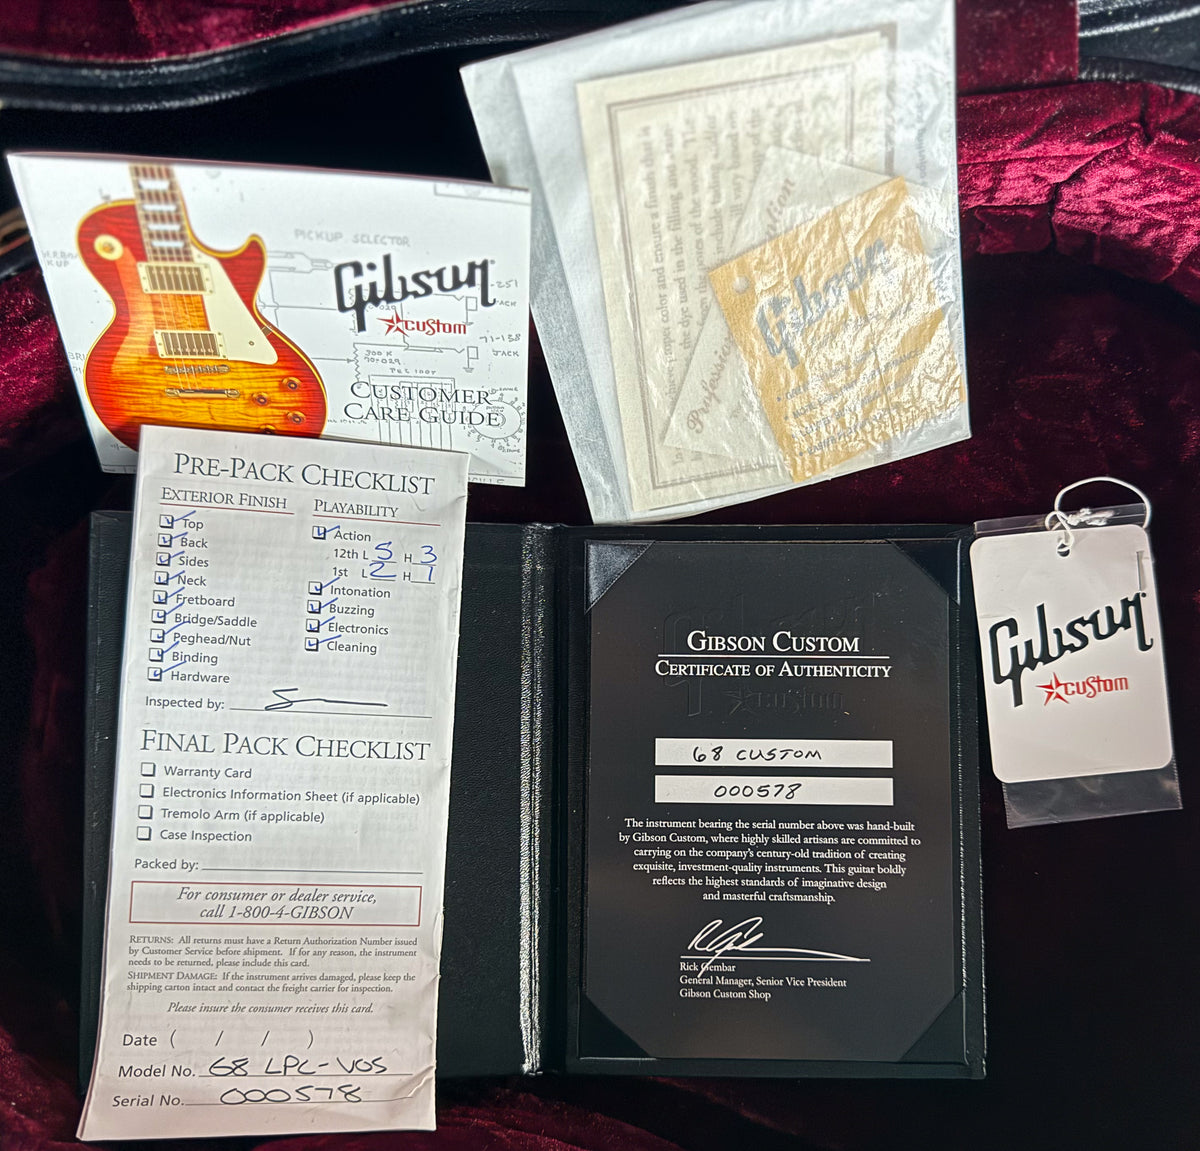 PICKUP SELECTOR
Gibson
custom
JACK
JACK
CUSTOMER
CARE GUIDE
Professional
Gibson
PRE-PACK CHECKLIST
EXTERIOR FINISH
Top
Back
Sides
Neck
Fretboard
Bridge/Saddle
Peghead/Nut
Binding
Hardware
PLAYABILITY
Action
12th L 5 H 3
1st L 2 H 1
Intonation
Buzzing
Electronics
Cleaning
Inspected by:
FINAL PACK CHECKLIST
Warranty Card
Electronics Information Sheet (if applicable)
Tremolo Arm (if applicable)
Case Inspection
Packed by:
For consumer or dealer service,
call 1-800-4-GIBSON
RETURNS: All returns must have a Return Authorization Number issued
by Customer Service before shipment. If for any reason, the instrument
needs to be returned, please include this card.
SHIPMENT DAMAGE: If the instrument arrives damaged, please keep the
shipping carton intact and contact the freight carrier for inspection.
Please insure the consumer receives this card.
Date ( / / )
Model No. 68 LPC-VOS
Serial No. 000578
GIBSON CUSTOM
CERTIFICATE OF AUTHENTICITY
custom
68 CUSTOM
000578
The instrument bearing the serial number above was hand-built
by Gibson Custom, where highly skilled artisans are committed to
carrying on the company's century-old tradition of creating
exquisite, investment-quality instruments. This guitar boldly
reflects the highest standards of imaginative design
and masterful craftsmanship.
Rick Gembar
General Manager, Senior Vice President
Gibson Custom Shop
Gibson
custom